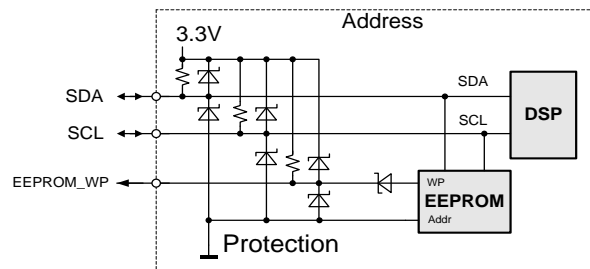 Address
3.3V
SDA
SDA
SCL
SCL
DSP
EEPROM_WP
WP
EEPROM
Addr
Protection